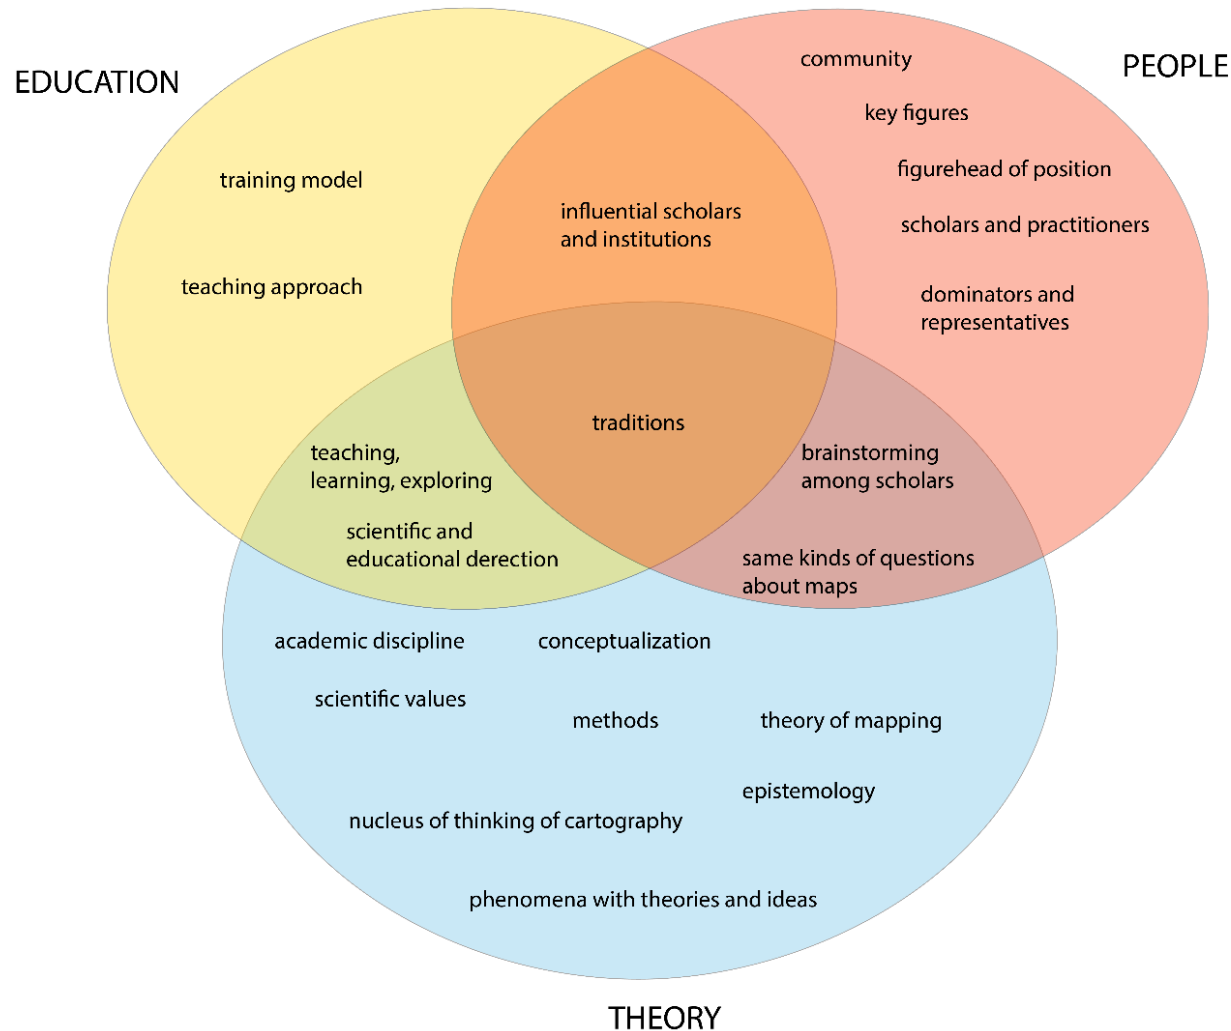 EDUCATION
PEOPLE
community
key figures
figurehead of position
scholars and practitioners
dominators and
representatives
training model
teaching approach
influential scholars
and institutions
traditions
teaching,
learning, exploring
scientific and
educational derection
brainstorming
among scholars
same kinds of questions
about maps
academic discipline
conceptualization
scientific values
methods
theory of mapping
epistemology
nucleus of thinking of cartography
phenomena with theories and ideas
THEORY